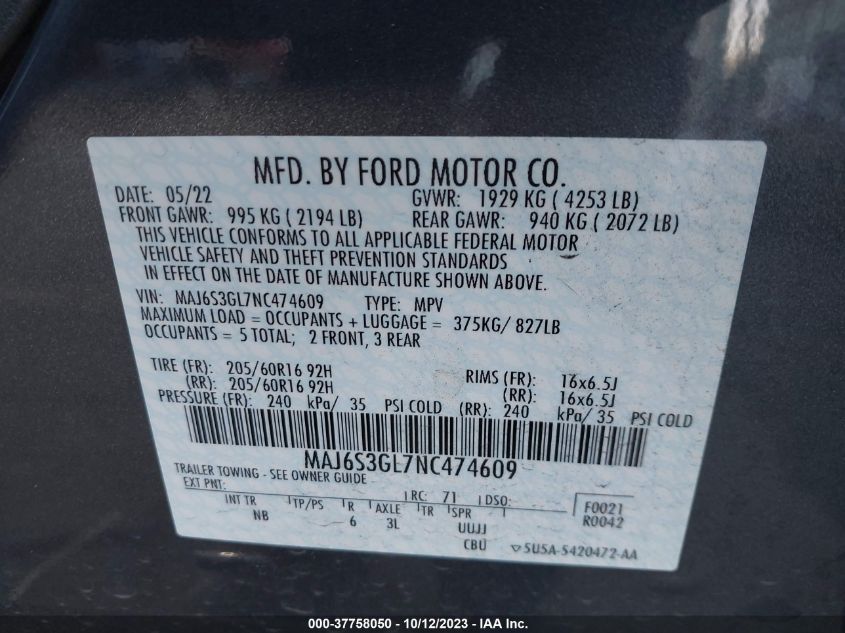 MFD. BY FORD MOTOR CO.
DATE: 05/22 GVWR: 1929 KG ( 4253 LB)
FRONT GAWR: 995 KG ( 2194 LB) REAR GAWR: 940 KG ( 2072 LB)
THIS VEHICLE CONFORMS TO ALL APPLICABLE FEDERAL MOTOR
VEHICLE SAFETY AND THEFT PREVENTION STANDARDS
IN EFFECT ON THE DATE OF MANUFACTURE SHOWN ABOVE.
VIN: MAJ6S3GL7NC474609 TYPE: MPV
MAXIMUM LOAD = OCCUPANTS + LUGGAGE = 375KG/ 827LB
OCCUPANTS = 5 TOTAL; 2 FRONT, 3 REAR
TIRE (FR): 205/60R16 92H RIMS (FR): 16x6.5J
(RR): 205/60R16 92H (RR): 16x6.5J
PRESSURE (FR): 240 kPa/ 35 PSI COLD (RR): 240 kPa/ 35 PSI COLD
MAJ6S3GL7NC474609
TRAILER TOWING - SEE OWNER GUIDE
EXT PNT: RC: 71 DSO: F0021
INT TR TP/PS R AXLE TR SPR R0042
NB 6 3L UUJJ
CBU 5U5A-5420472-AA
000-37758050 - 10/12/2023 - IAA Inc.